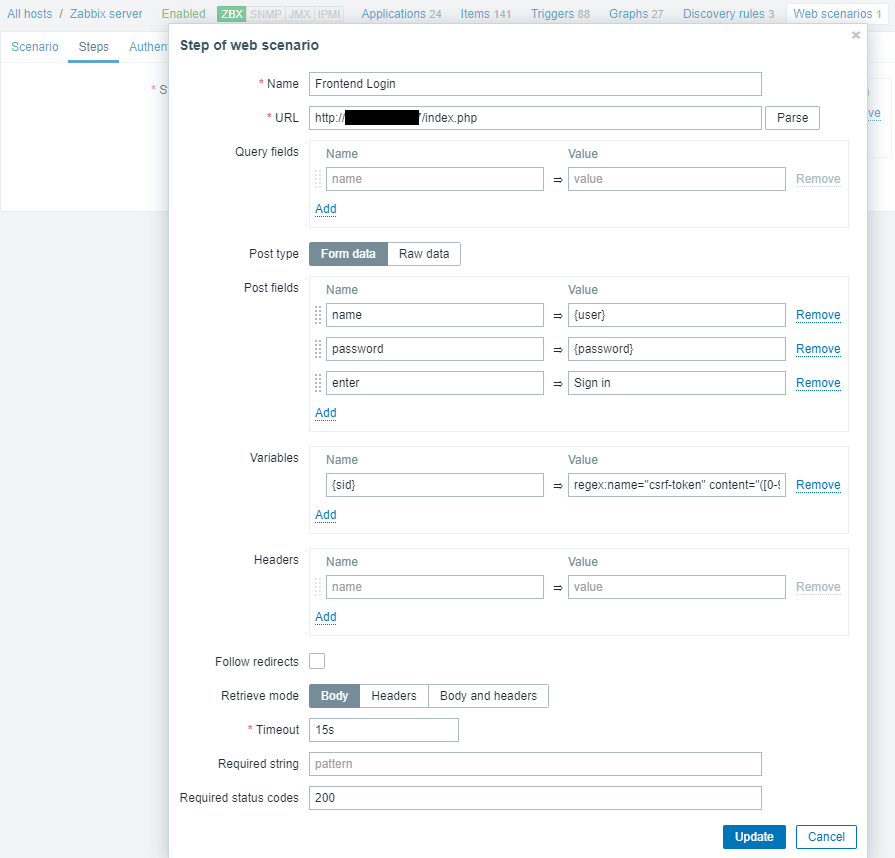 All hosts / Zabbix server Enabled ZBX SNMP JMX IPMI Applications 24 Items 141 Triggers 88 Graphs 27 Discovery rules 3 Web scenarios 1
Scenario Steps
Step of web scenario
* Name Frontend Login
* URL http:// /index.php Parse
Query fields Name Value
name ⇒ value Remove
Add
Post type Form data Raw data
Post fields Name Value
name ⇒ {user} Remove
password ⇒ {password} Remove
enter ⇒ Sign in Remove
Add
Variables Name Value
{sid} ⇒ regex:name="csrf-token" content="([0-9 Remove
Add
Headers Name Value
name ⇒ value Remove
Add
Follow redirects
Retrieve mode Body Headers Body and headers
* Timeout 15s
Required string pattern
Required status codes 200
Update Cancel